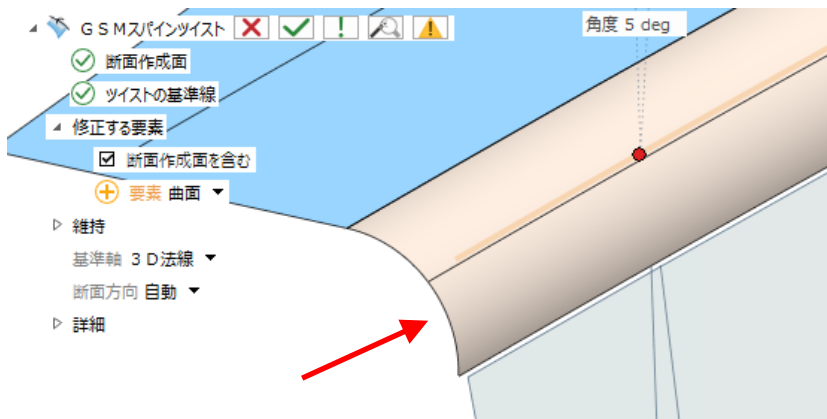 ＧＳＭスパインツイスト
角度 5 deg
断面作成面
ツイストの基準線
修正する要素
断面作成面を含む
要素 曲面
維持
基準軸 ３Ｄ法線
断面方向 自動
詳細